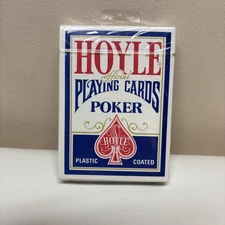 HOYLE
official
PLAYING CARDS
POKER
HOYLE
PLASTIC COATED